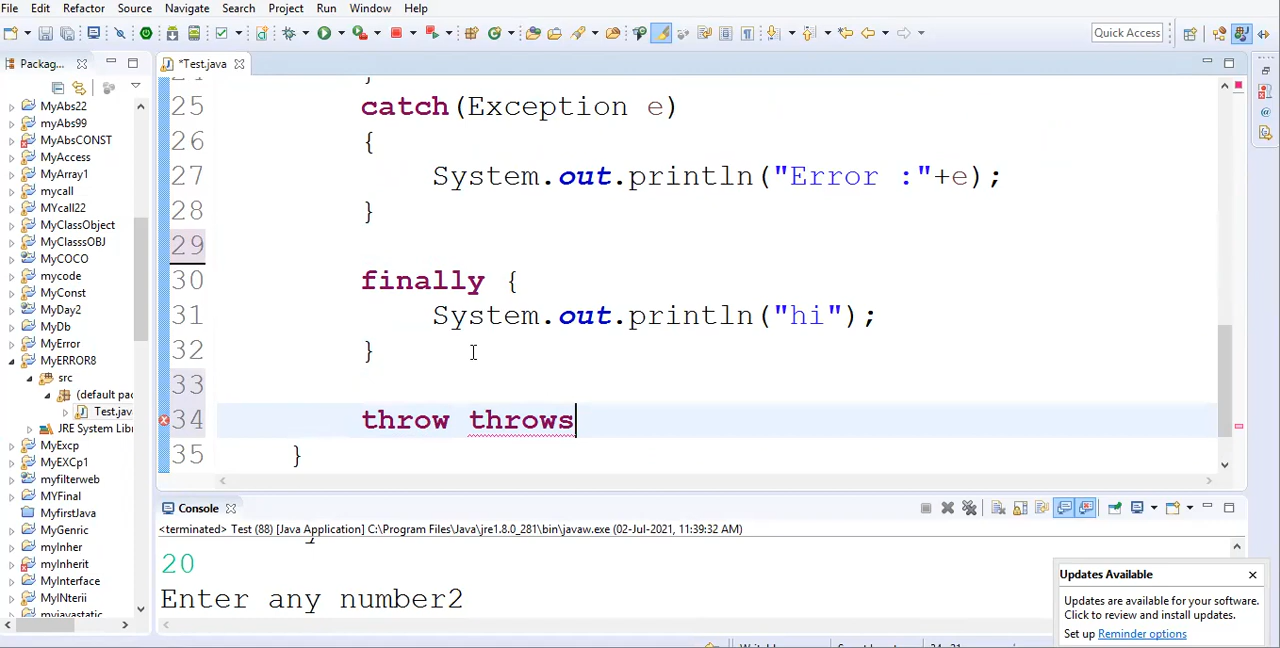 File Edit Refactor Source Navigate Search Project Run Window Help
Quick Access
Packag...
*Test.java
MyAbs22
myAbs99
MyAbsCONST
MyAccess
MyArray1
mycall
MYcall22
MyClassObject
MyClasssOBJ
MyCOCO
mycode
MyConst
MyDay2
MyDb
MyError
MyERROR8
src
(default pac
Test.java
JRE System Libr
MyExcp
MyEXCp1
myfilterweb
MYFinal
MyfirstJava
MyGenric
myInher
myInherit
MyInterface
MyINterii
myjavastatic
25 catch(Exception e)
26 {
27 System.out.println("Error :"+e);
28 }
29
30 finally {
31 System.out.println("hi");
32 }
33
34 throw throws
35 }
Console
<terminated> Test (88) [Java Application] C:\Program Files\Java\jre1.8.0_281\bin\javaw.exe (02-Jul-2021, 11:39:32 AM)
20
Enter any number2
Updates Available
Updates are available for your software.
Click to review and install updates.
Set up Reminder options